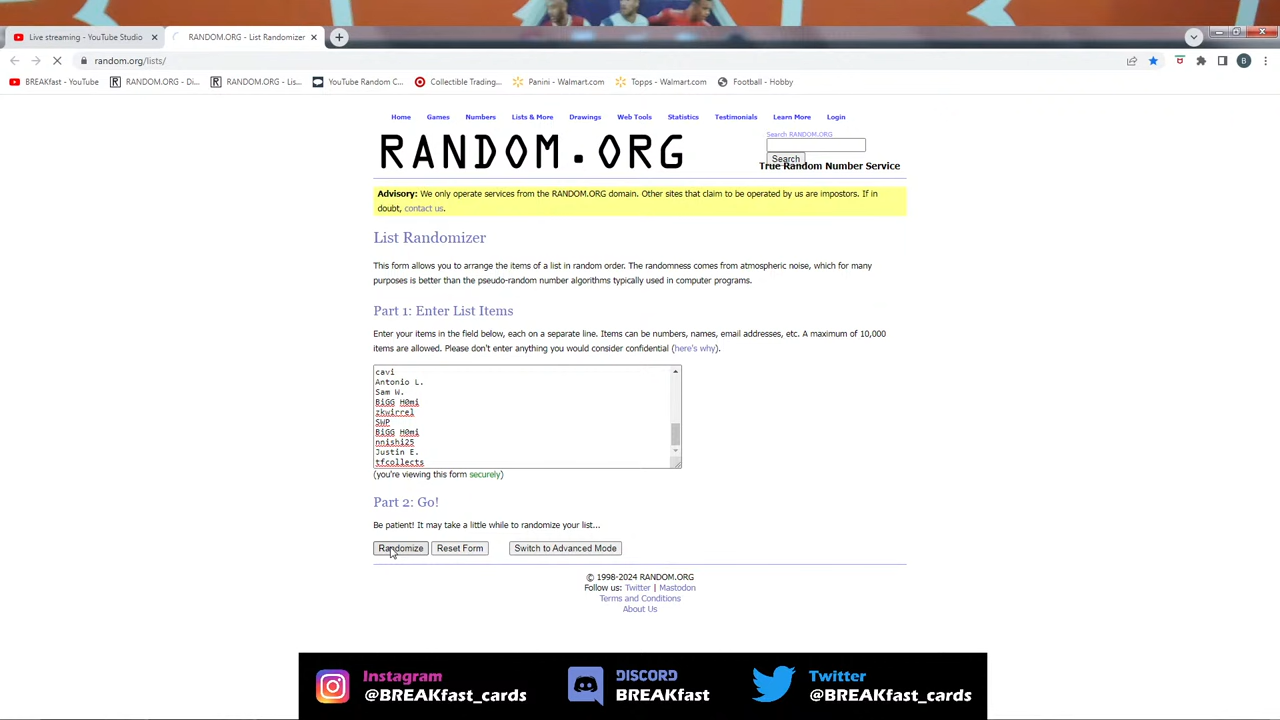 Live streaming - YouTube Studio
RANDOM.ORG - List Randomizer
random.org/lists/
B
BREAKfast - YouTube
RANDOM.ORG - Di...
RANDOM.ORG - Lis...
YouTube Random C...
Collectible Trading...
Panini - Walmart.com
Topps - Walmart.com
Football - Hobby
Home Games Numbers Lists & More Drawings Web Tools Statistics Testimonials Learn More Login
RANDOM.ORG
Search RANDOM.ORG
Search
True Random Number Service
Advisory: We only operate services from the RANDOM.ORG domain. Other sites that claim to be operated by us are impostors. If in
doubt, contact us.
List Randomizer
This form allows you to arrange the items of a list in random order. The randomness comes from atmospheric noise, which for many
purposes is better than the pseudo-random number algorithms typically used in computer programs.
Part 1: Enter List Items
Enter your items in the field below, each on a separate line. Items can be numbers, names, email addresses, etc. A maximum of 10,000
items are allowed. Please don't enter anything you would consider confidential (here's why).
cavi
Antonio L.
Sam W.
BiGG H0mi
zkwirrel
SWP
BiGG H0mi
nnishi25
Justin E.
tfcollects
(you're viewing this form securely)
Part 2: Go!
Be patient! It may take a little while to randomize your list...
Randomize Reset Form Switch to Advanced Mode
© 1998-2024 RANDOM.ORG
Follow us: Twitter | Mastodon
Terms and Conditions
About Us
Instagram
@BREAKfast_cards
DISCORD
BREAKfast
Twitter
@BREAKfast_cards